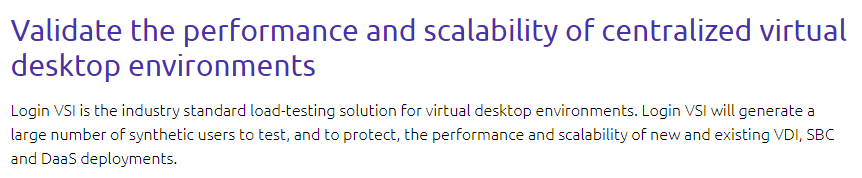 Validate the performance and scalability of centralized virtual
desktop environments
Login VSI is the industry standard load-testing solution for virtual desktop environments. Login VSI will generate a
large number of synthetic users to test, and to protect, the performance and scalability of new and existing VDI, SBC
and DaaS deployments.